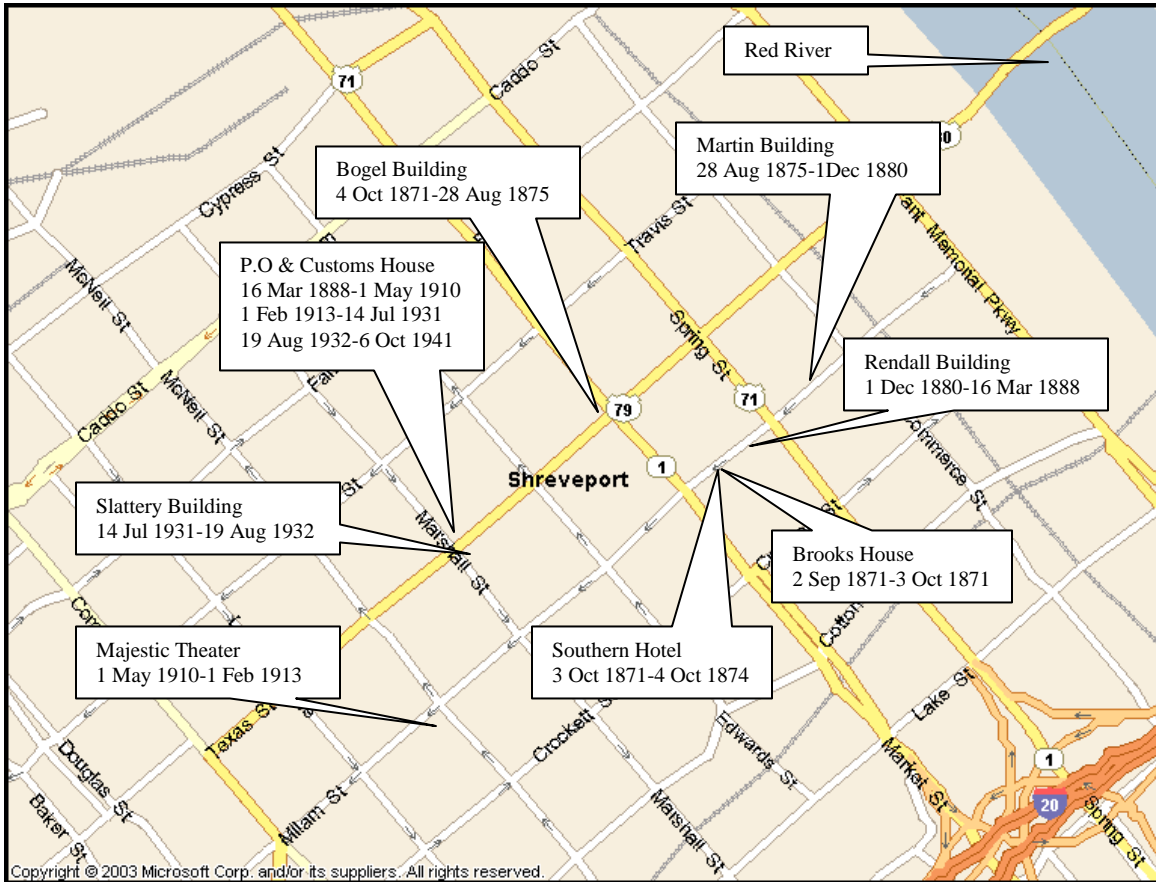 Red River
71
Caddo St
Cypress St
Bogel Building
4 Oct 1871-28 Aug 1875
Martin Building
28 Aug 1875-1Dec 1880
Travis St
ant Memorial Pkwy
P.O & Customs House
16 Mar 1888-1 May 1910
1 Feb 1913-14 Jul 1931
19 Aug 1932-6 Oct 1941
McNeil St
Spring St
Rendall Building
1 Dec 1880-16 Mar 1888
McNeil St
Caddo St
79
71
Commerce St
1
Shreveport
Slattery Building
14 Jul 1931-19 Aug 1932
Marshall St
Brooks House
2 Sep 1871-3 Oct 1871
Majestic Theater
1 May 1910-1 Feb 1913
Southern Hotel
3 Oct 1871-4 Oct 1874
Lake St
Texas St
Crockett S
Edwards St
Douglas St
Market St
1
20
Spring St
Baker St
Milam St
Marshall St
Copyright © 2003 Microsoft Corp. and/or its suppliers. All rights reserved.